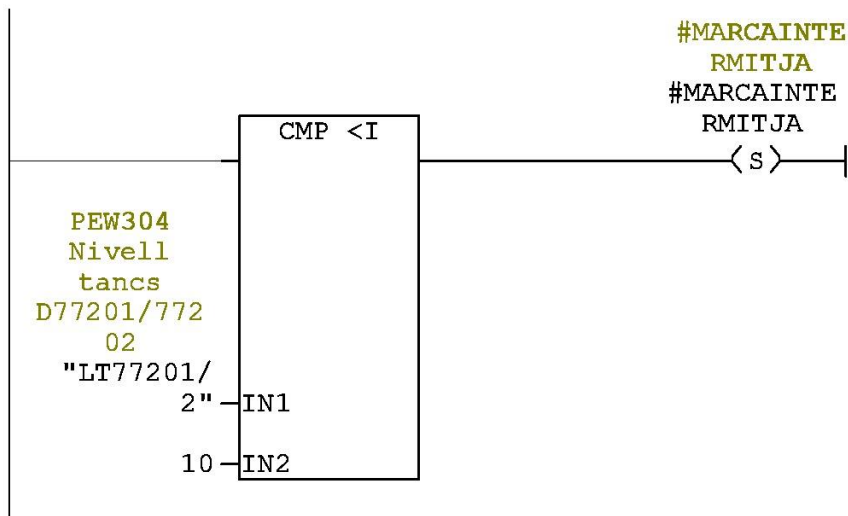 #MARCAINTE
RMITJA
#MARCAINTE
RMITJA
CMP <I
S
PEW304
Nivell
tancs
D77201/772
02
"LT77201/
2"
IN1
10
IN2